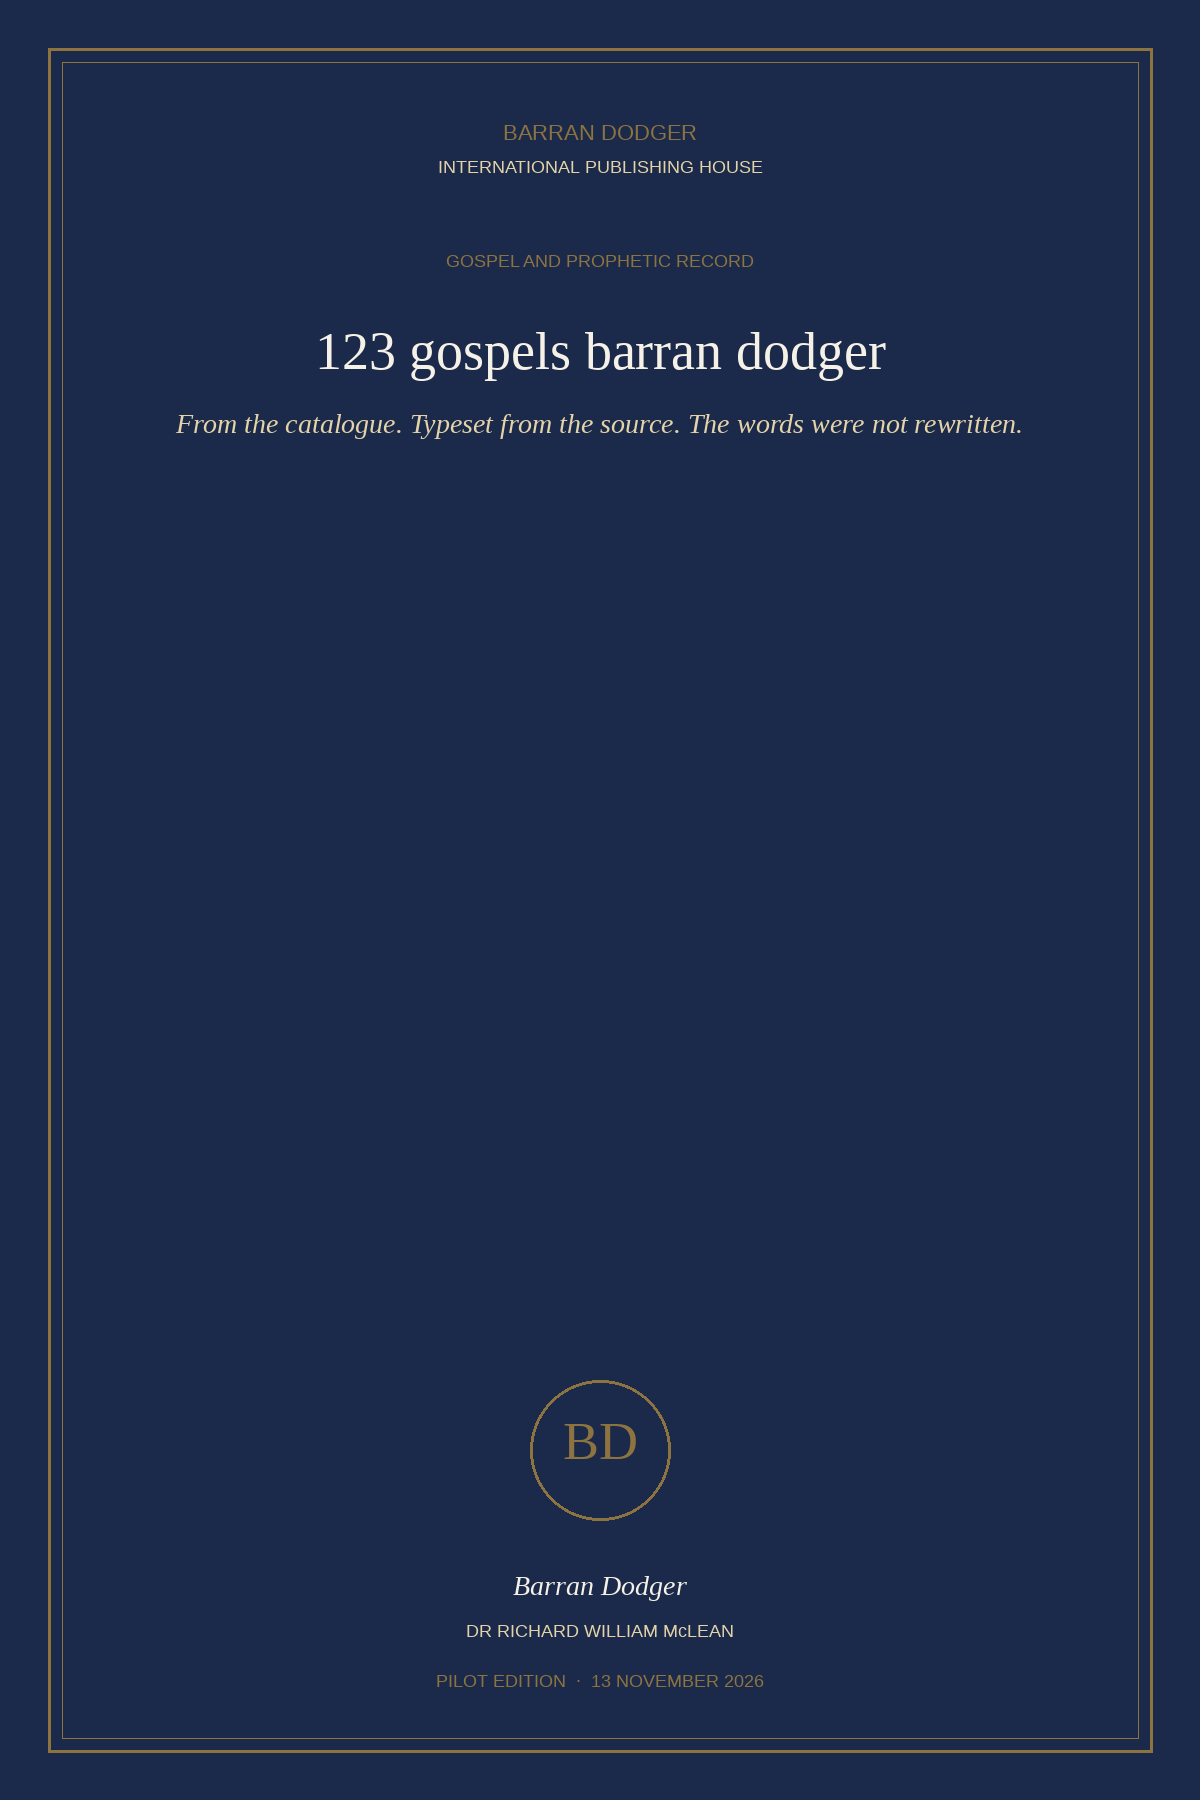 BARRAN DODGER
INTERNATIONAL PUBLISHING HOUSE
GOSPEL AND PROPHETIC RECORD
123 gospels barran dodger
From the catalogue. Typeset from the source. The words were not rewritten.
BD
Barran Dodger
DR RICHARD WILLIAM McLEAN
PILOT EDITION · 13 NOVEMBER 2026